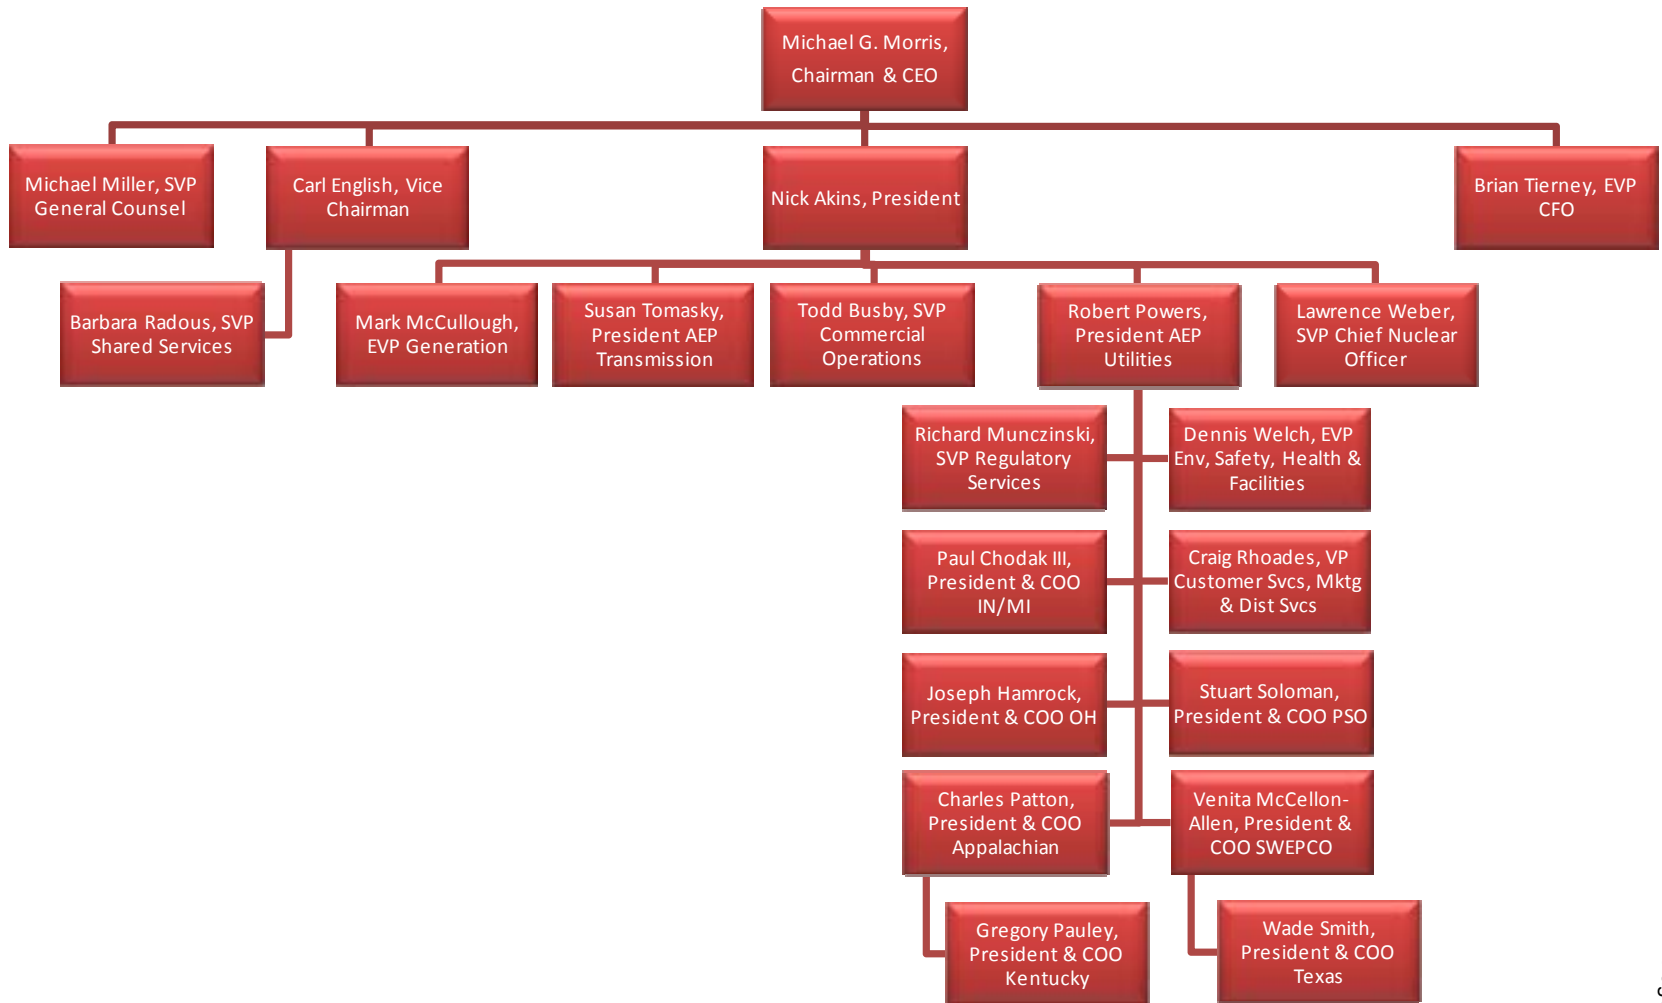 Michael G. Morris,
Chairman & CEO
Michael Miller, SVP
General Counsel
Carl English, Vice
Chairman
Nick Akins, President
Brian Tierney, EVP
CFO
Barbara Radous, SVP
Shared Services
Mark McCullough,
EVP Generation
Susan Tomasky,
President AEP
Transmission
Todd Busby, SVP
Commercial
Operations
Robert Powers,
President AEP
Utilities
Lawrence Weber,
SVP Chief Nuclear
Officer
Richard Munczinski,
SVP Regulatory
Services
Dennis Welch, EVP
Env, Safety, Health &
Facilities
Paul Chodak III,
President & COO
IN/MI
Craig Rhoades, VP
Customer Svcs, Mktg
& Dist Svcs
Joseph Hamrock,
President & COO OH
Stuart Soloman,
President & COO PSO
Charles Patton,
President & COO
Appalachian
Venita McCellon-
Allen, President &
COO SWEPCO
Gregory Pauley,
President & COO
Kentucky
Wade Smith,
President & COO
Texas